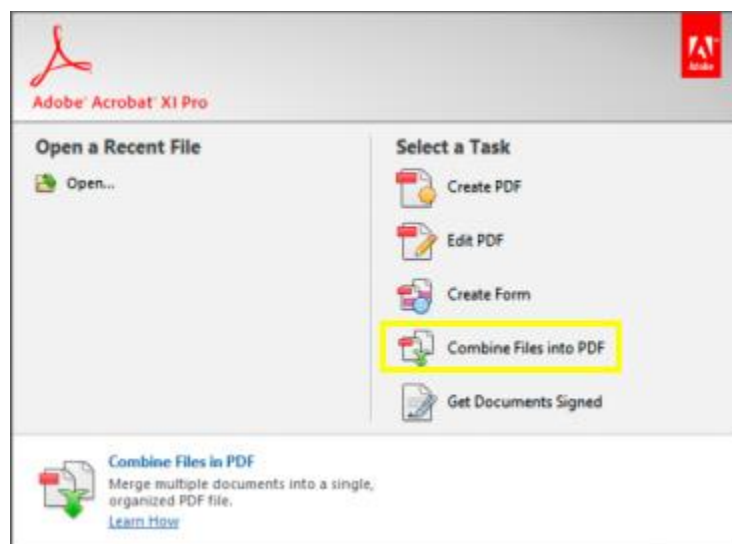 Adobe
Adobe® Acrobat® XI Pro
Open a Recent File
Open...
Select a Task
Create PDF
Edit PDF
Create Form
Combine Files into PDF
Get Documents Signed
Combine Files in PDF
Merge multiple documents into a single,
organized PDF file.
Learn How